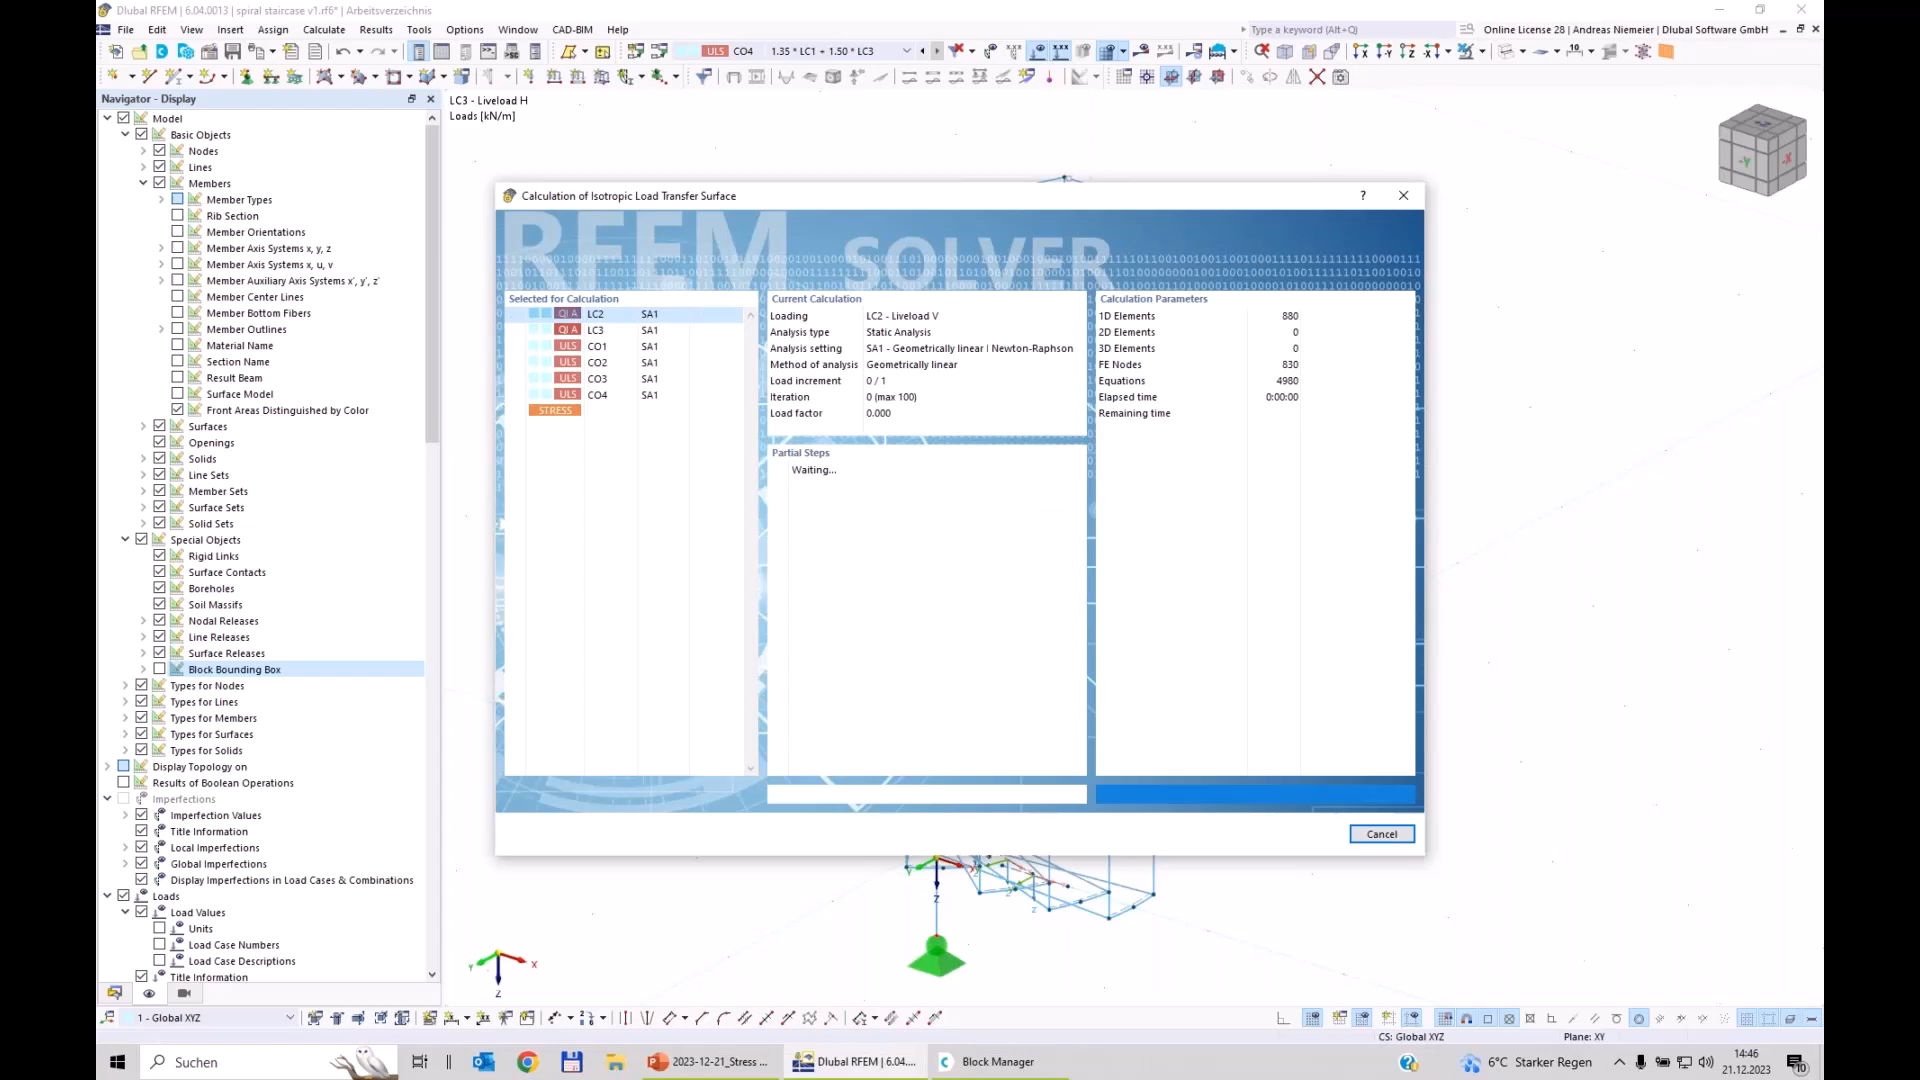 Dlubal RFEM | 6.04.0013 | spiral staircase v1.rf6* | Arbeitsverzeichnis
File Edit View Insert Assign Calculate Results Tools Options Window CAD-BIM Help
Type a keyword (Alt+Q)
Online License 28 | Andreas Niemeier | Dlubal Software GmbH
ULS CO4 1.35 * LC1 + 1.50 * LC3
Navigator - Display
Model
Basic Objects
Nodes
Lines
Members
Member Types
Rib Section
Member Orientations
Member Axis Systems x, y, z
Member Axis Systems x, u, v
Member Auxiliary Axis Systems x', y', z'
Member Center Lines
Member Bottom Fibers
Member Outlines
Material Name
Section Name
Result Beam
Surface Model
Front Areas Distinguished by Color
Surfaces
Openings
Solids
Line Sets
Member Sets
Surface Sets
Solid Sets
Special Objects
Rigid Links
Surface Contacts
Boreholes
Soil Massifs
Nodal Releases
Line Releases
Surface Releases
Block Bounding Box
Types for Nodes
Types for Lines
Types for Members
Types for Surfaces
Types for Solids
Display Topology on
Results of Boolean Operations
Imperfections
Imperfection Values
Title Information
Local Imperfections
Global Imperfections
Display Imperfections in Load Cases & Combinations
Loads
Load Values
Units
Load Case Numbers
Load Case Descriptions
Title Information
LC3 - Liveload H
Loads [kN/m]
-Y -X
Calculation of Isotropic Load Transfer Surface
RFEM SOLVER
Selected for Calculation
QI A LC2 SA1
QI A LC3 SA1
ULS CO1 SA1
ULS CO2 SA1
ULS CO3 SA1
ULS CO4 SA1
STRESS
Current Calculation
Loading LC2 - Liveload V
Analysis type Static Analysis
Analysis setting SA1 - Geometrically linear | Newton-Raphson
Method of analysis Geometrically linear
Load increment 0 / 1
Iteration 0 (max 100)
Load factor 0.000
Partial Steps
Waiting...
Calculation Parameters
1D Elements 880
2D Elements 0
3D Elements 0
FE Nodes 830
Equations 4980
Elapsed time 0:00:00
Remaining time
Cancel
Z
Y X
Z
1 - Global XYZ
CS: Global XYZ Plane: XY
Suchen
2023-12-21_Stress ...
Dlubal RFEM | 6.04....
Block Manager
6°C Starker Regen
14:46
21.12.2023
10